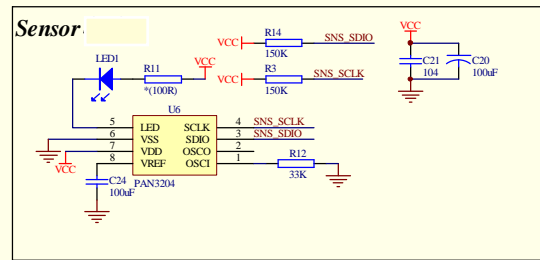 Sensor
R14
VCC
SNS_SDIO
150K
R3
VCC
SNS_SCLK
150K
VCC
C21
104
C20
100uF
LED1
R11
VCC
*(100R)
U6
5 LED SCLK 4 SNS_SCLK
6 VSS SDIO 3 SNS_SDIO
7 VDD OSCO 2
8 VREF OSCI 1
VCC
R12
33K
C24
100uF
PAN3204